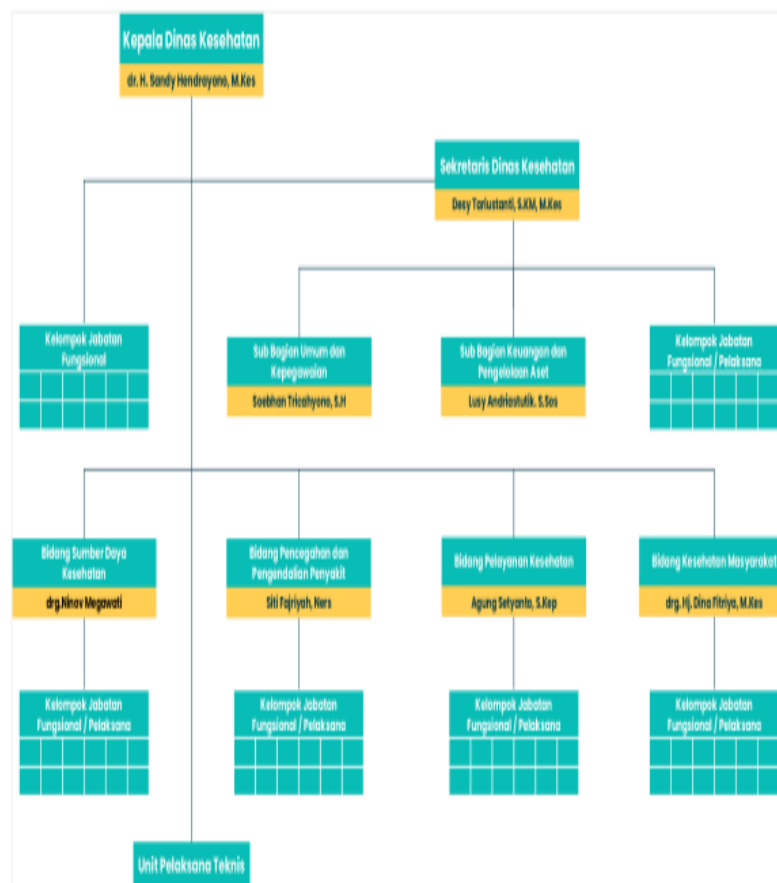 Kepala Dinas Kesehatan
dr. H. Sandy Hendrayono, M.Kes
Sekretaris Dinas Kesehatan
Desy Tariustanti, S.KM, M.Kes
Kelompok Jabatan
Fungsional
Sub Bagian Umum dan
Kepegawaian
Soebhan Tricahyono, S.H
Sub Bagian Keuangan dan
Pengelolaan Aset
Lusy Andriastutik. S.Sos
Kelompok Jabatan
Fungsional / Pelaksana
Bidang Sumber Daya
Kesehatan
drg.Ninov Megawati
Bidang Pencegahan dan
Pengendalian Penyakit
Siti Fajriyah, Ners
Bidang Pelayanan Kesehatan
Agung Setyanto, S.Kep
Bidang Kesehatan Masyarakat
drg. Hj. Dina Fitriya, M.Kes
Kelompok Jabatan
Fungsional / Pelaksana
Kelompok Jabatan
Fungsional / Pelaksana
Kelompok Jabatan
Fungsional / Pelaksana
Kelompok Jabatan
Fungsional / Pelaksana
Unit Pelaksana Teknis